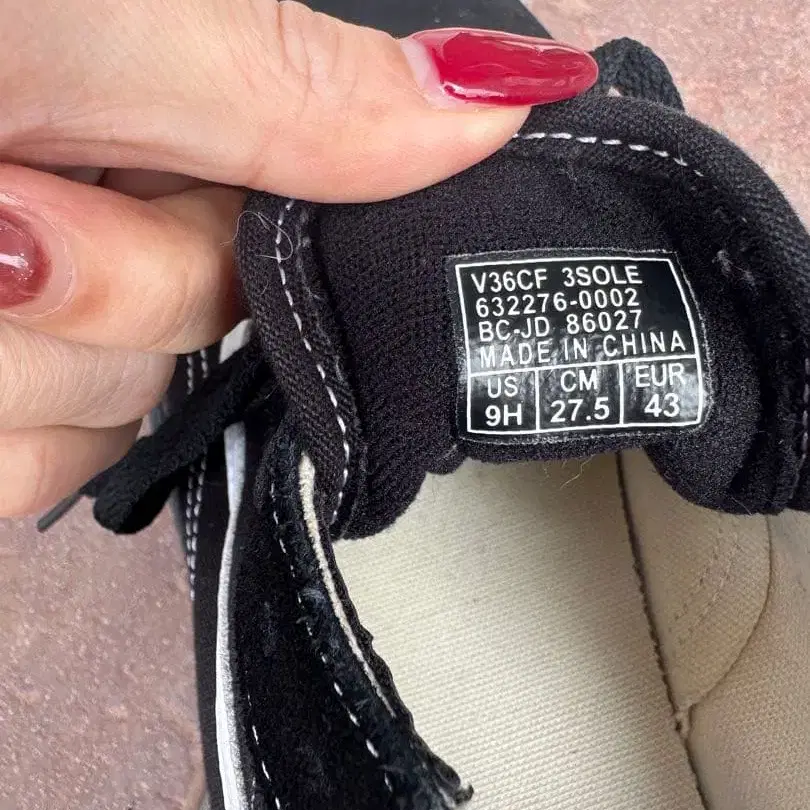 V36CF 3SOLE
632276-0002
BC-JD 86027
MADE IN CHINA
US CM EUR
9H 27.5 43